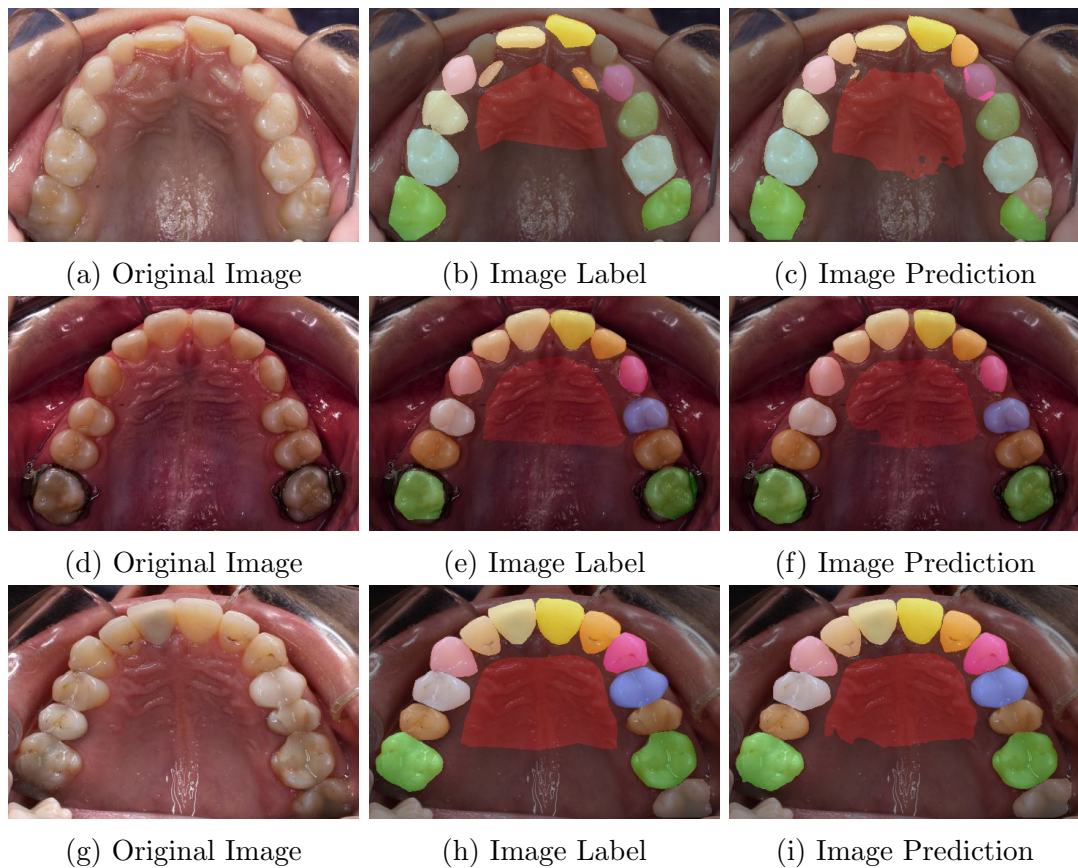 (a) Original Image
(b) Image Label
(c) Image Prediction
(d) Original Image
(e) Image Label
(f) Image Prediction
(g) Original Image
(h) Image Label
(i) Image Prediction